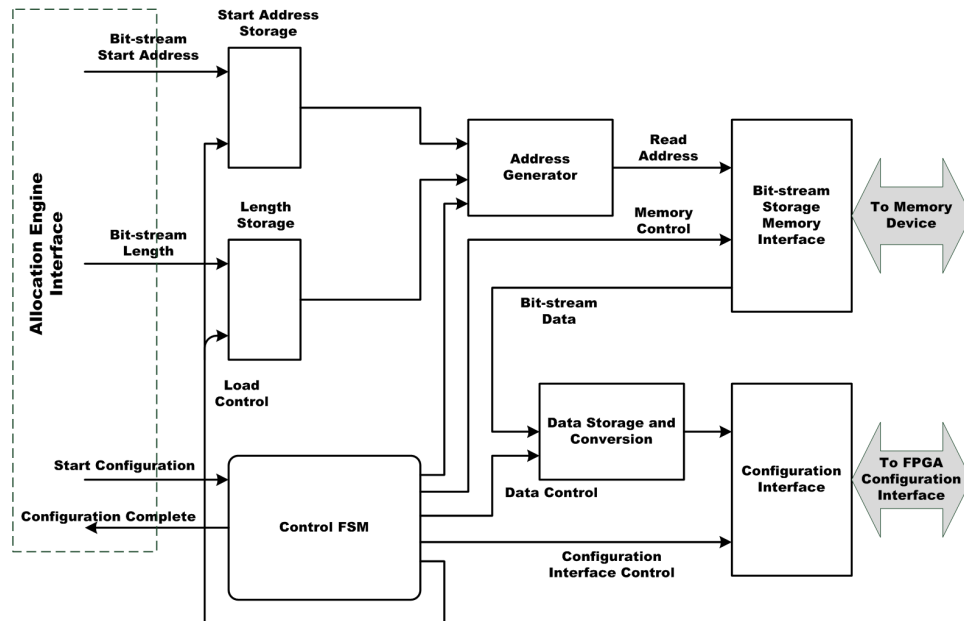 Start Address
Storage
Bit-stream
Start Address
Allocation Engine
Interface
Address
Generator
Read
Address
Bit-stream
Storage
Memory
Interface
To Memory
Device
Length
Storage
Bit-stream
Length
Memory
Control
Bit-stream
Data
Load
Control
Data Storage and
Conversion
Start Configuration
Configuration
Interface
To FPGA
Configuration
Interface
Data Control
Configuration Complete
Control FSM
Configuration
Interface Control